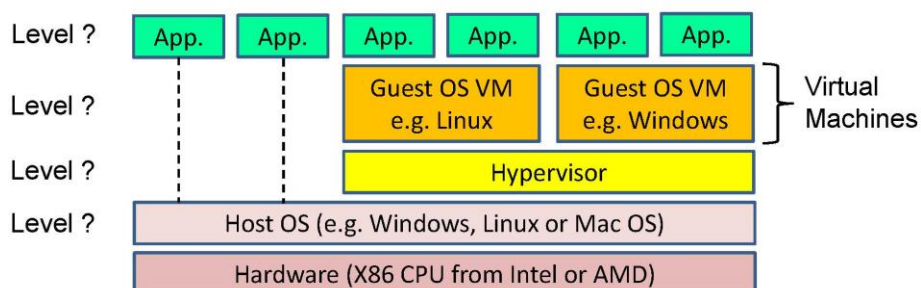 Level ? App. App. App. App. App. App.
Level ? Guest OS VM Guest OS VM Virtual
e.g. Linux e.g. Windows Machines
Level ? Hypervisor
Level ? Host OS (e.g. Windows, Linux or Mac OS)
Hardware (X86 CPU from Intel or AMD)